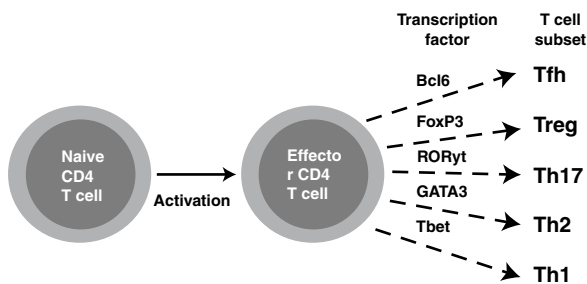 Transcription
factor
T cell
subset
Bcl6
Tfh
FoxP3
Treg
Naive
CD4
T cell
Activation
Effecto
r CD4
T cell
RORyt
Th17
GATA3
Th2
Tbet
Th1